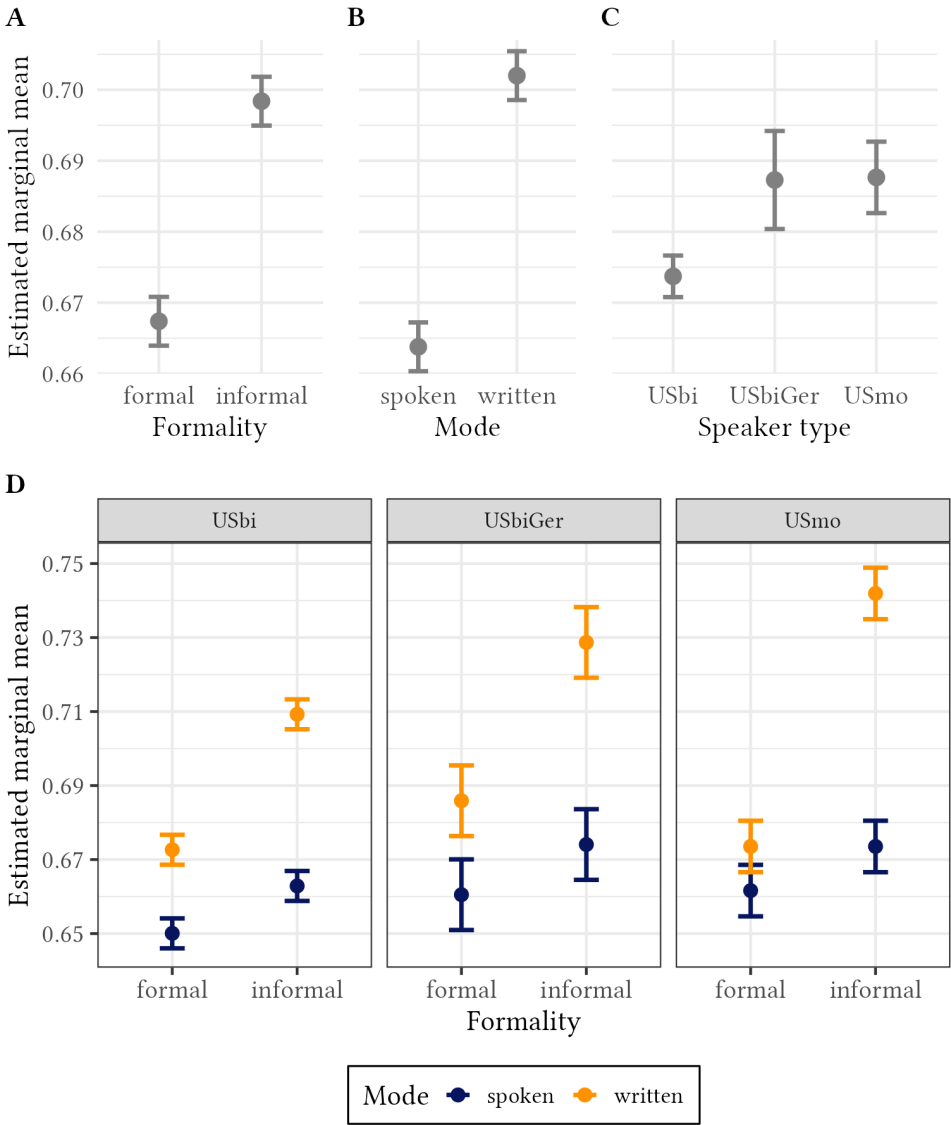 A B C
Estimated marginal mean
0.70
0.69
0.68
0.67
0.66
formal informal spoken written USbi USbiGer USmo
Formality Mode Speaker type
D
USbi USbiGer USmo
Estimated marginal mean
0.75
0.73
0.71
0.69
0.67
0.65
formal informal formal informal formal informal
Formality
Mode spoken written